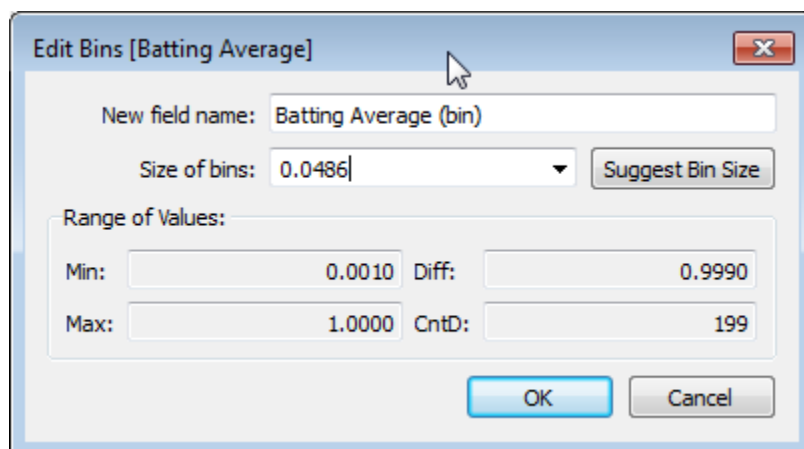 Edit Bins [Batting Average]
New field name: Batting Average (bin)
Size of bins: 0.0486 Suggest Bin Size
Range of Values:
Min: 0.0010 Diff: 0.9990
Max: 1.0000 CntD: 199
OK Cancel